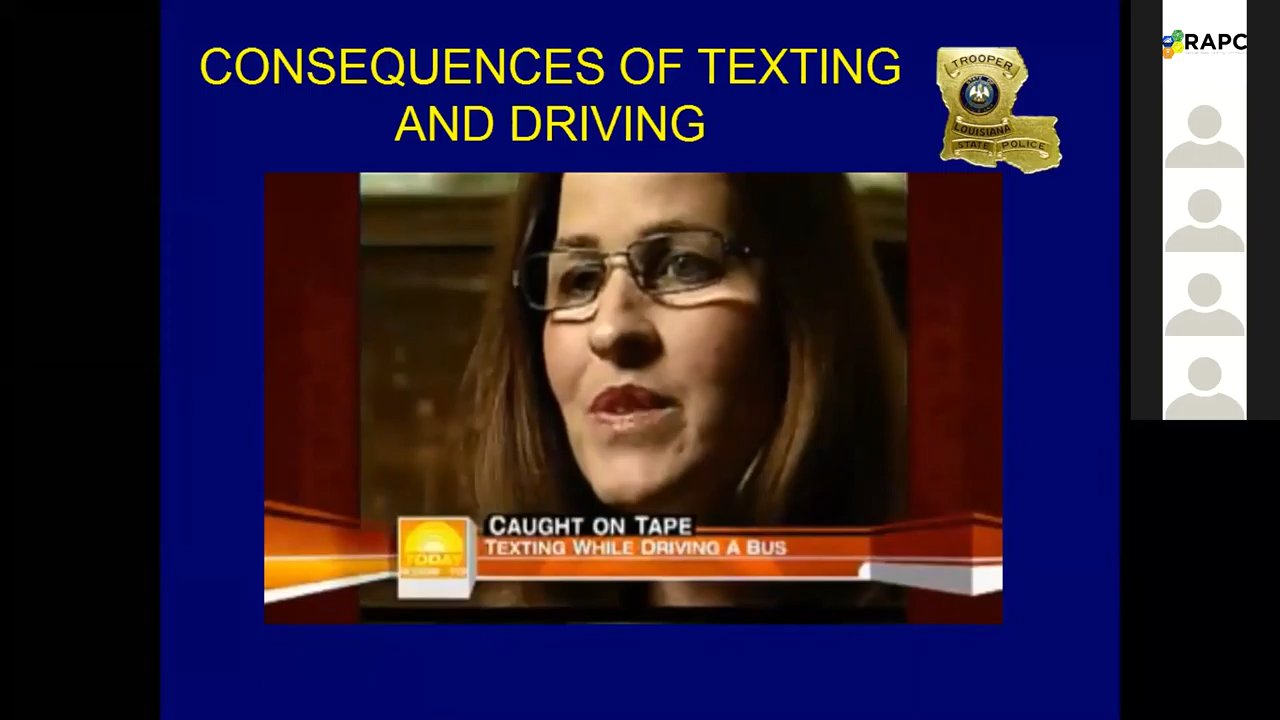 CONSEQUENCES OF TEXTING
AND DRIVING
TROOPER
LOUISIANA
STATE POLICE
RAPC
CAUGHT ON TAPE
TEXTING WHILE DRIVING A BUS
TODAY